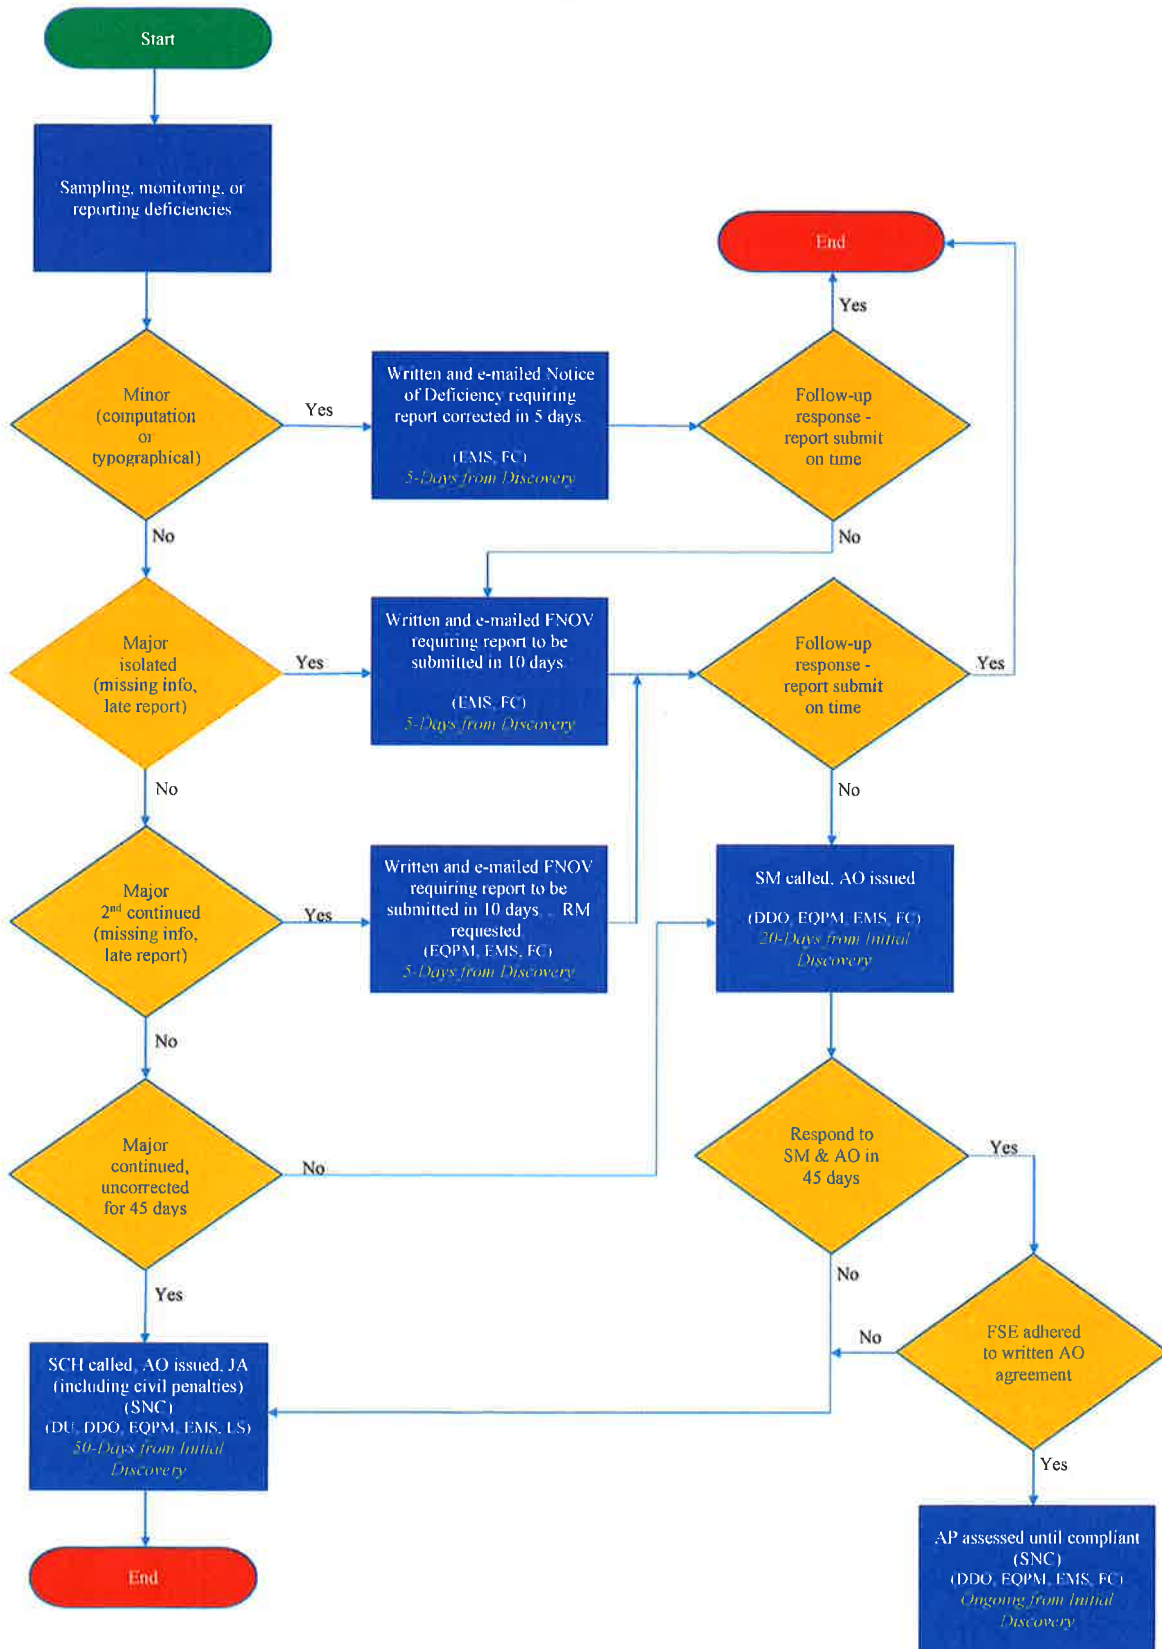 Start
Sampling, monitoring, or
reporting deficiencies
End
Yes
Minor
(computation
or
typographical)
Yes
Written and e-mailed Notice
of Deficiency requiring
report corrected in 5 days
(EMS, FC)
5-Days from Discovery
Follow-up
response -
report submit
on time
No
No
Major
isolated
(missing info,
late report)
Yes
Written and e-mailed FNOV
requiring report to be
submitted in 10 days
(EMS, FC)
5-Days from Discovery
Follow-up
response -
report submit
on time
Yes
No
No
Major
2nd continued
(missing info,
late report)
Yes
Written and e-mailed FNOV
requiring report to be
submitted in 10 days .. RM
requested
(EQPM, EMS, FC)
5-Days from Discovery
SM called, AO issued
(DDO, EQPM, EMS, FC)
20-Days from Initial
Discovery
No
Major
continued,
uncorrected
for 45 days
No
Respond to
SM & AO in
45 days
Yes
Yes
No
SCH called, AO issued, JA
(including civil penalties)
(SNC)
(DU, DDO, EQPM, EMS, LS)
50-Days from Initial
Discovery
No
FSE adhered
to written AO
agreement
Yes
End
AP assessed until compliant
(SNC)
(DDO, EQPM, EMS, FC)
Ongoing from Initial
Discovery